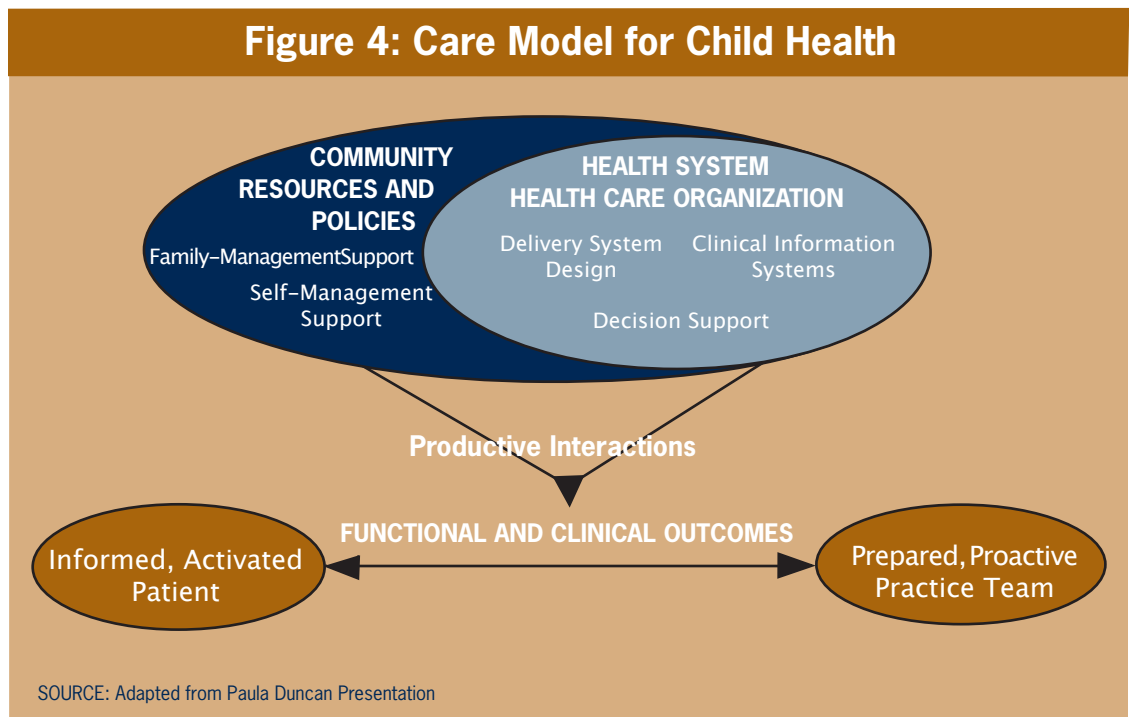 Figure 4: Care Model for Child Health
COMMUNITY
RESOURCES AND
POLICIES
Family–ManagementSupport
Self–Management
Support
HEALTH SYSTEM
HEALTH CARE ORGANIZATION
Delivery System
Design
Clinical Information
Systems
Decision Support
Productive Interactions
FUNCTIONAL AND CLINICAL OUTCOMES
Informed, Activated
Patient
Prepared, Proactive
Practice Team
SOURCE: Adapted from Paula Duncan Presentation